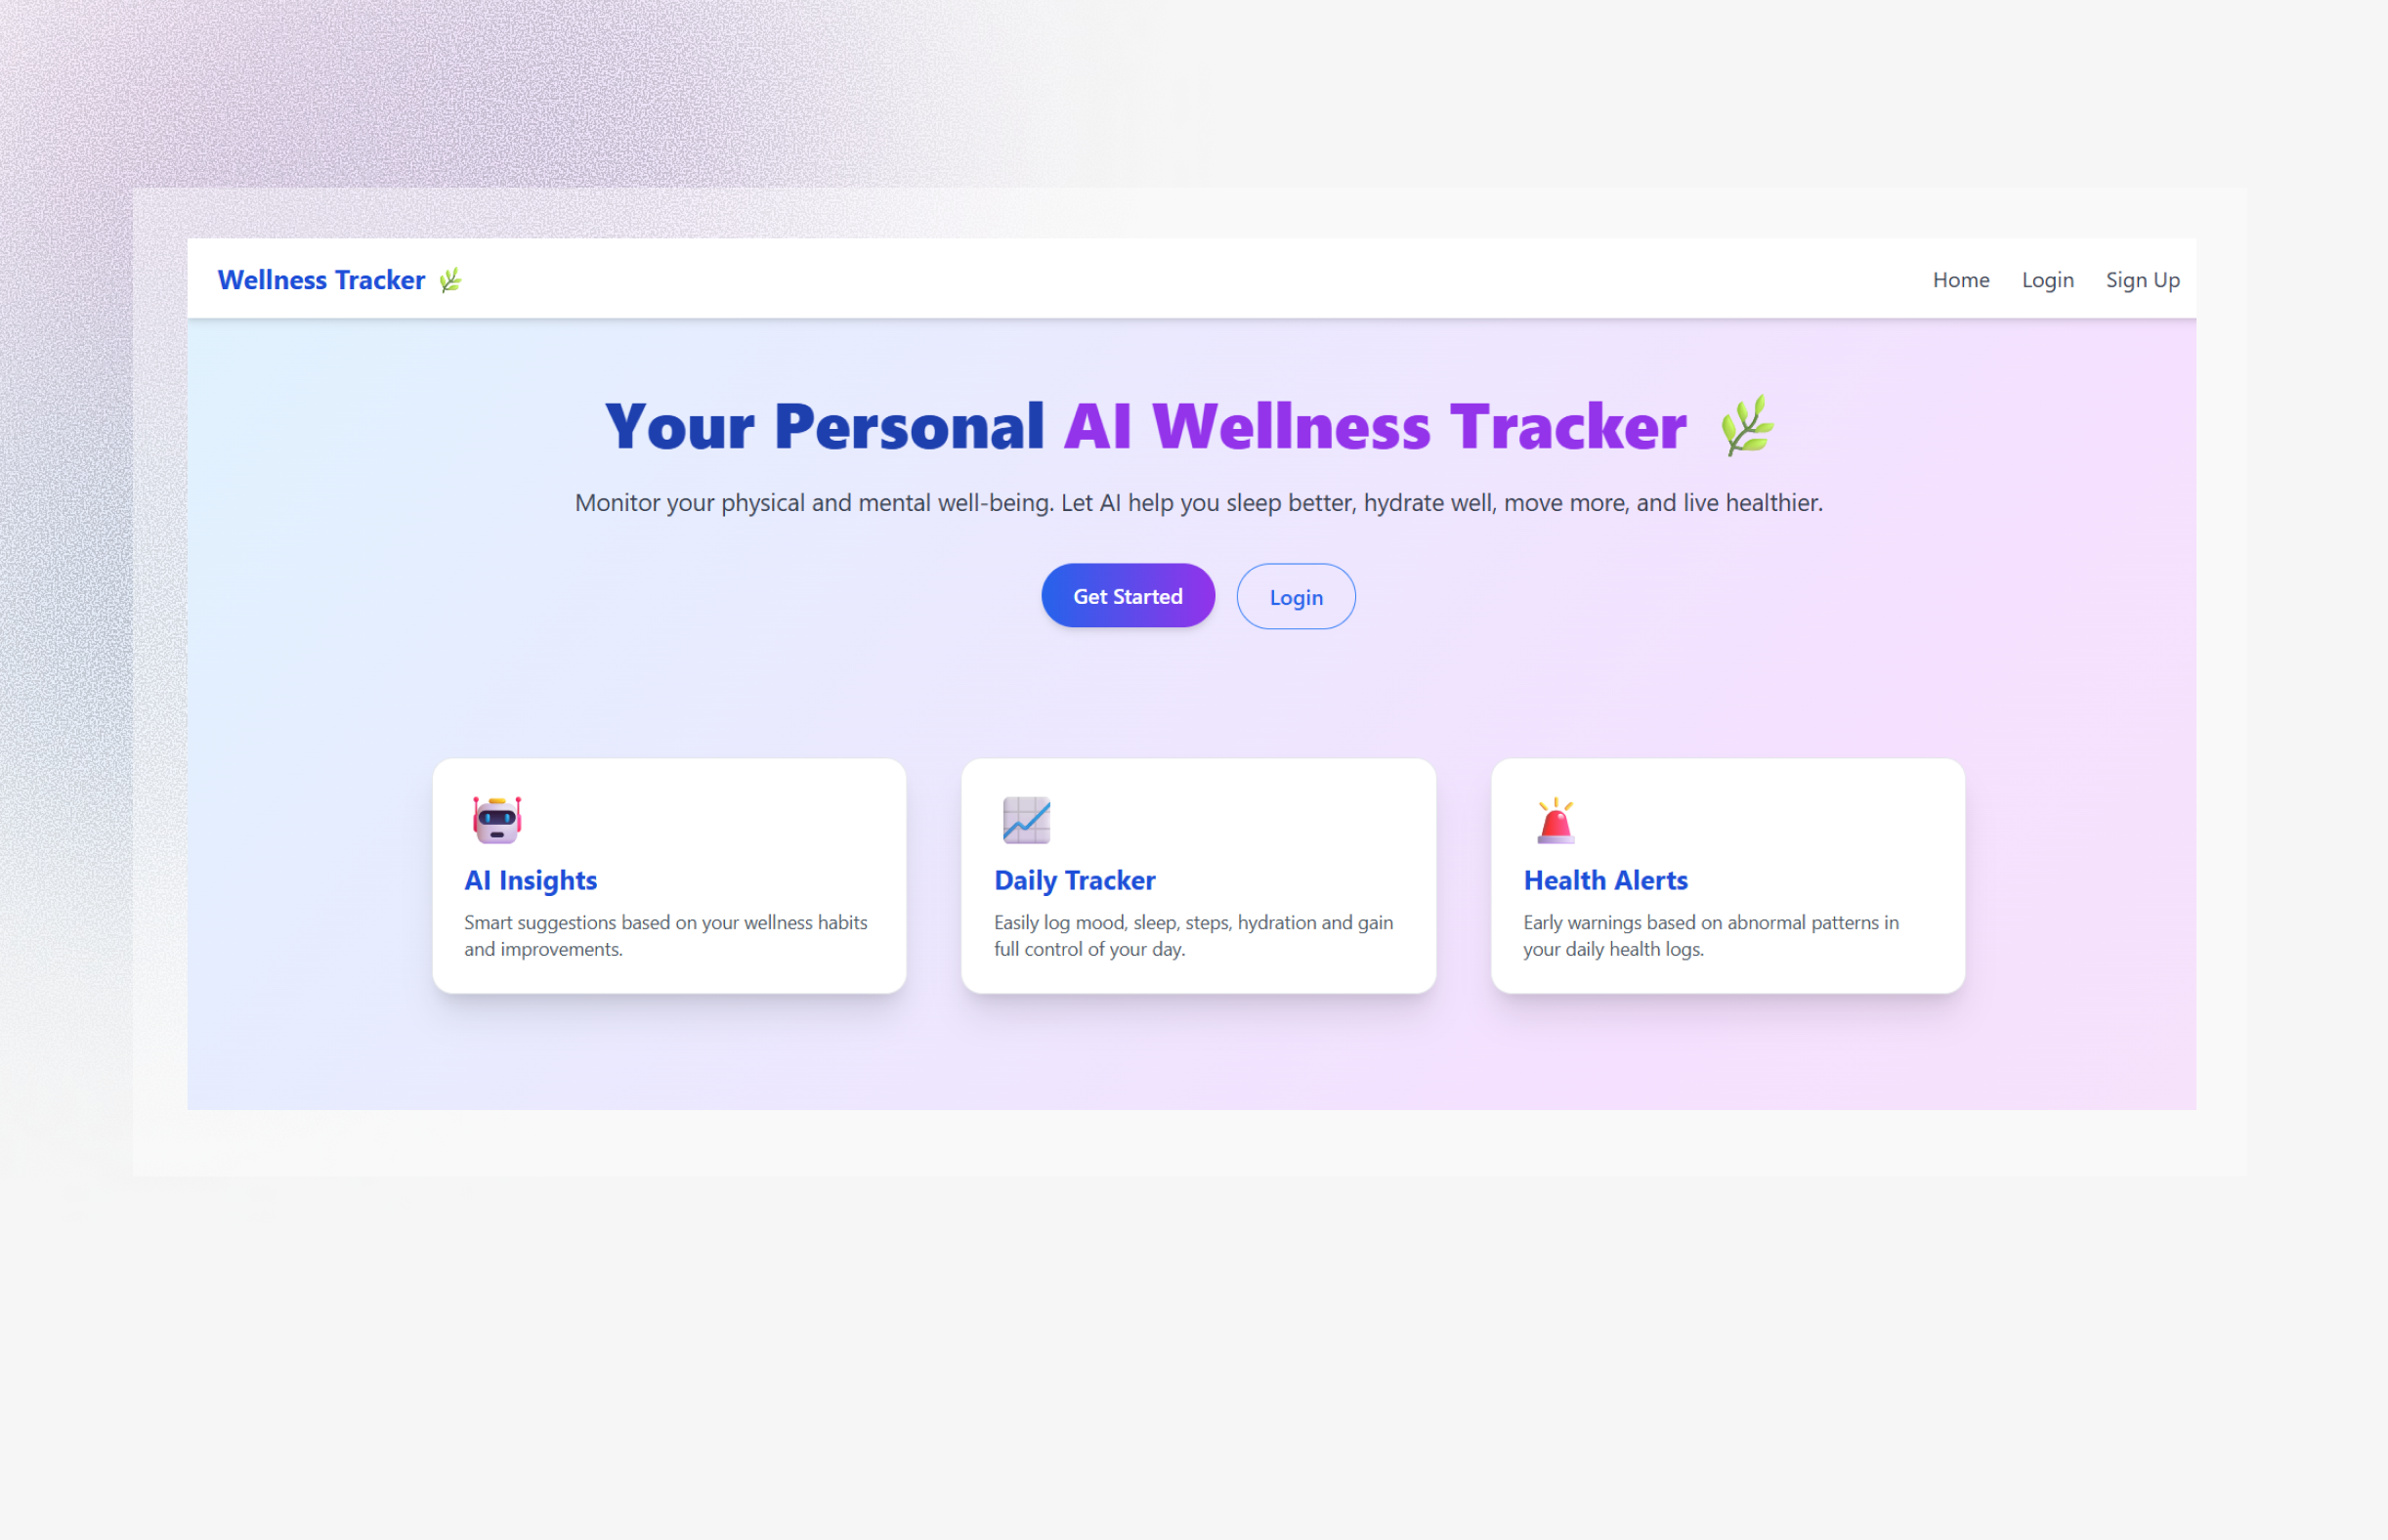 Wellness Tracker 🌿
Home Login Sign Up
Your Personal AI Wellness Tracker 🌿
Monitor your physical and mental well-being. Let AI help you sleep better, hydrate well, move more, and live healthier.
Get Started Login
AI Insights
Smart suggestions based on your wellness habits
and improvements.
Daily Tracker
Easily log mood, sleep, steps, hydration and gain
full control of your day.
Health Alerts
Early warnings based on abnormal patterns in
your daily health logs.